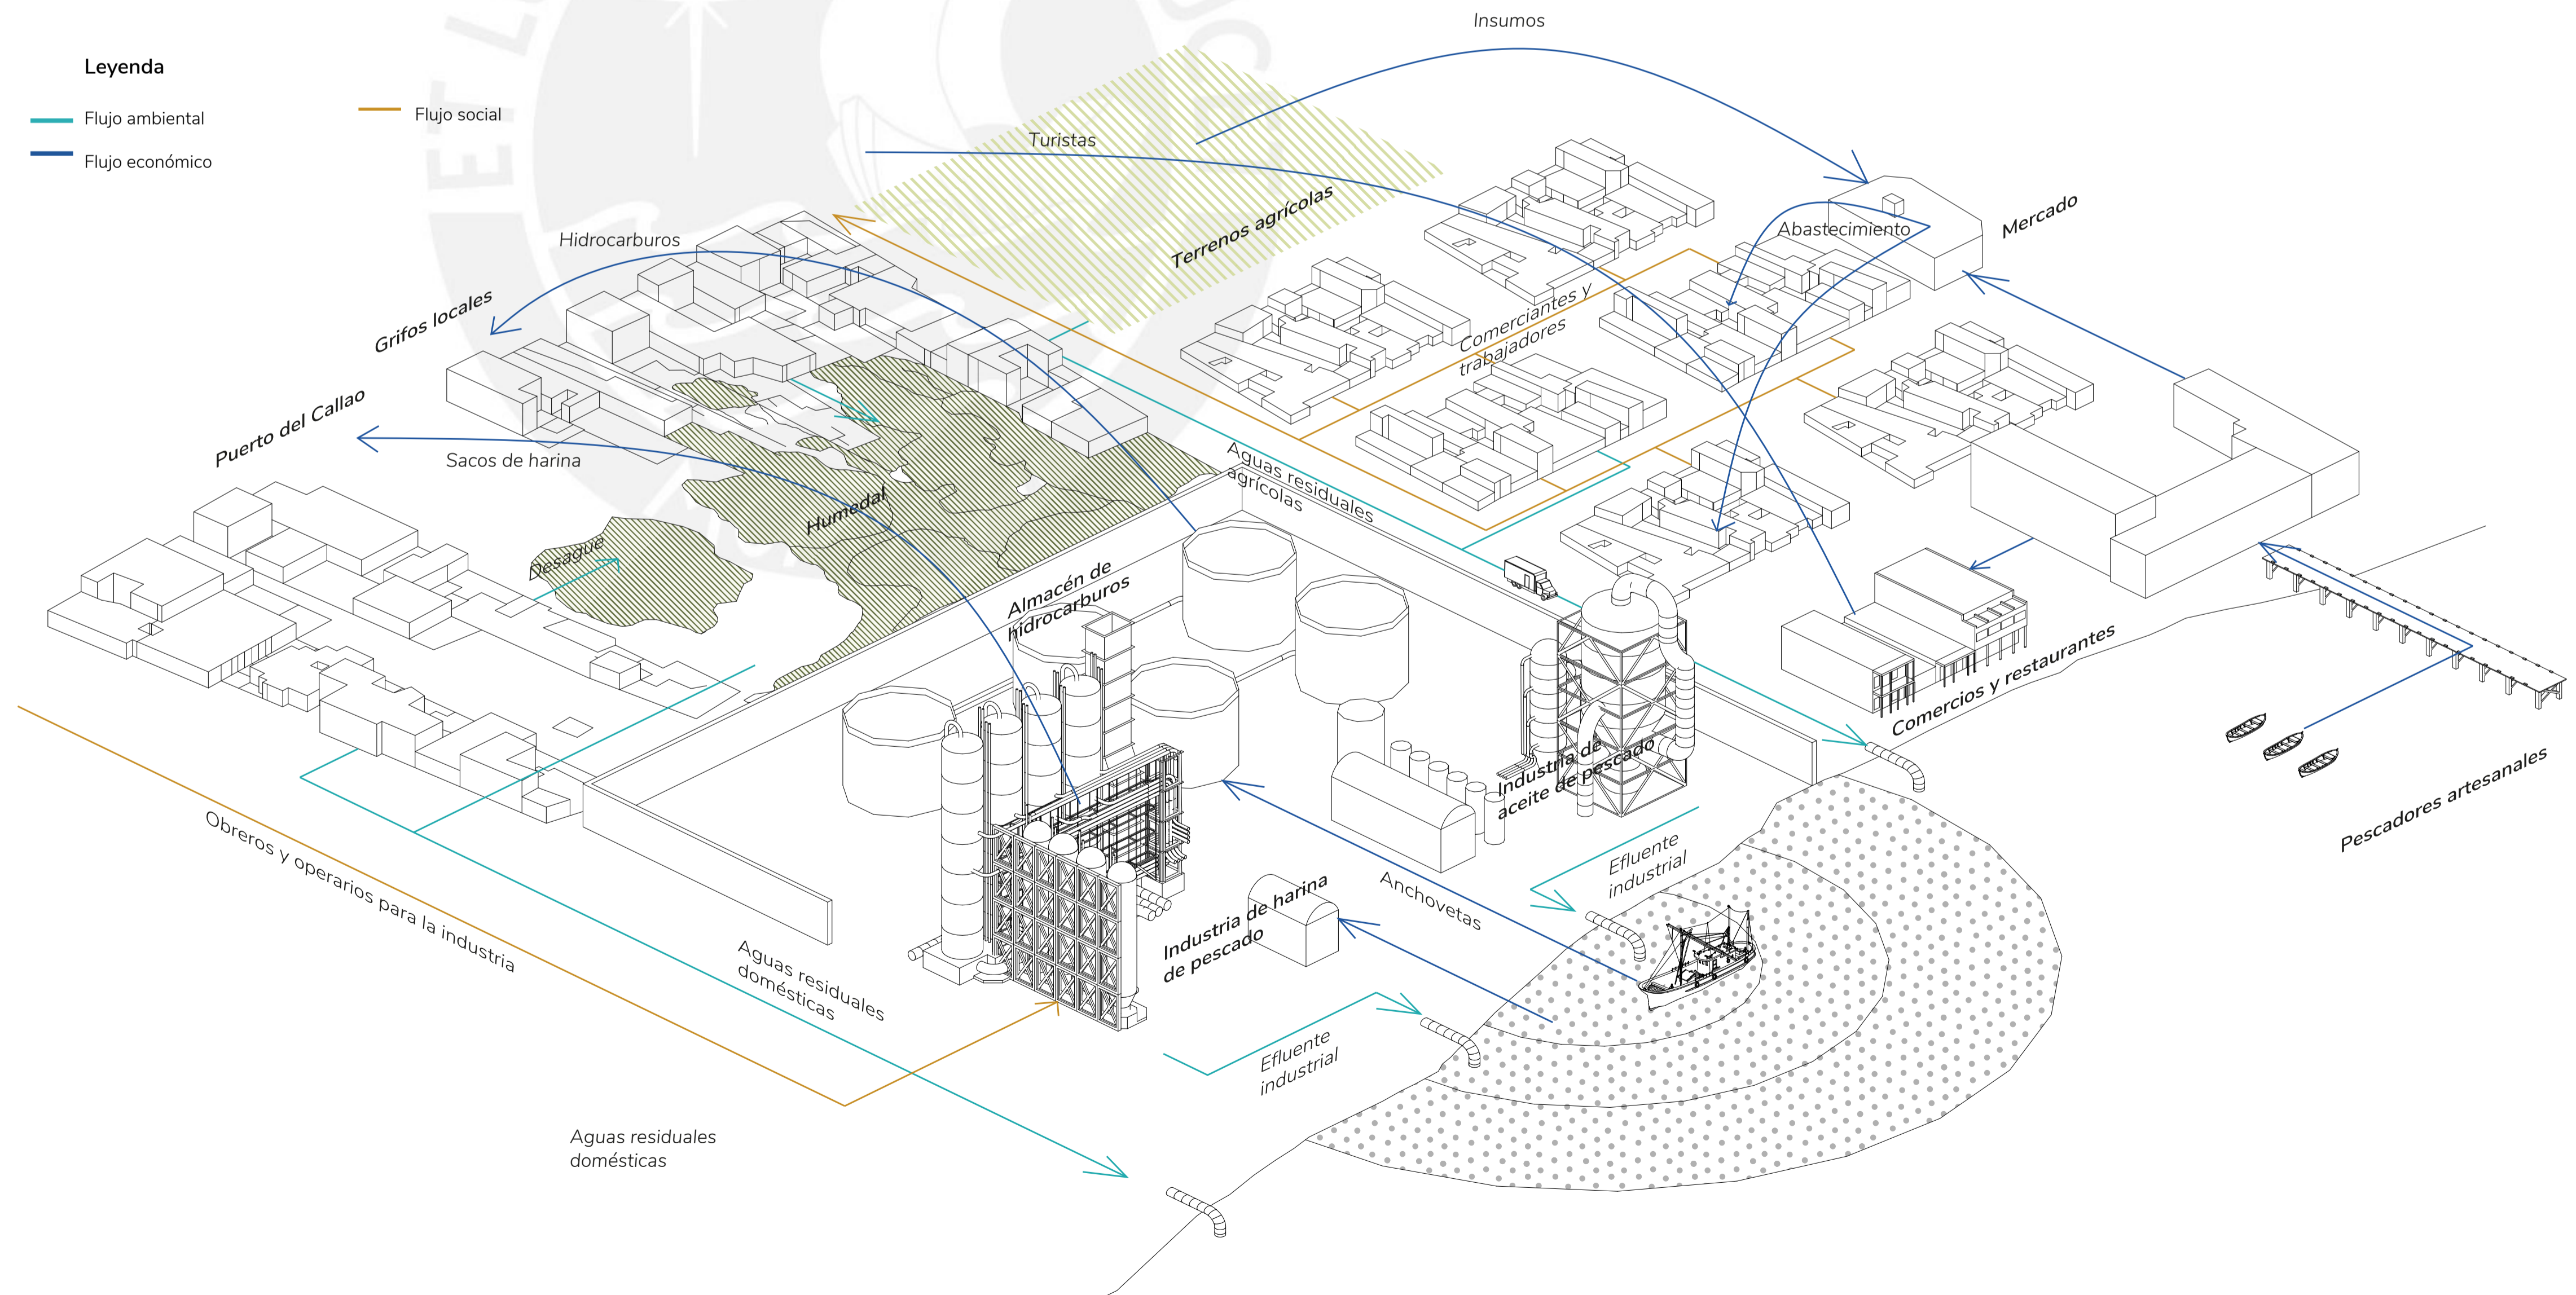 Insumos
Leyenda
Flujo ambiental
Flujo social
Flujo económico
Turistas
Terrenos agrícolas
Mercado
Abastecimiento
Hidrocarburos
Grifos locales
Comerciantes y
trabajadores
Puerto del Callao
Sacos de harina
Aguas residuales
agrícolas
Humedal
Desagüe
Almacén de
hidrocarburos
Comercios y restaurantes
Industria de
aceite de pescado
Pescadores artesanales
Obreros y operarios para la industria
Efluente
industrial
Anchovetas
Industria de harina
de pescado
Aguas residuales
domésticas
Efluente
industrial
Aguas residuales
domésticas
ET L